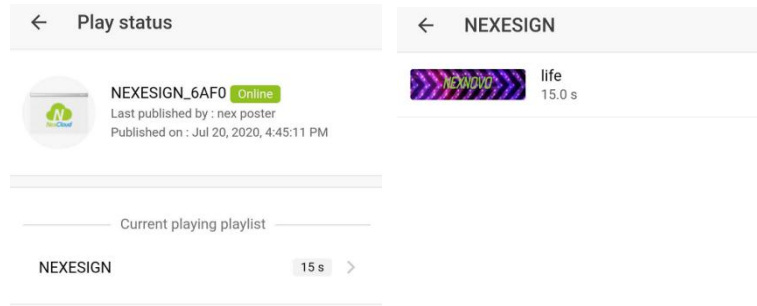 Play status
NEXESIGN_6AF0 Online
Last published by : nex poster
Published on : Jul 20, 2020, 4:45:11 PM
N
NexCloud
Current playing playlist
NEXESIGN
15 s
NEXESIGN
NEXNOVO
life
15.0 s